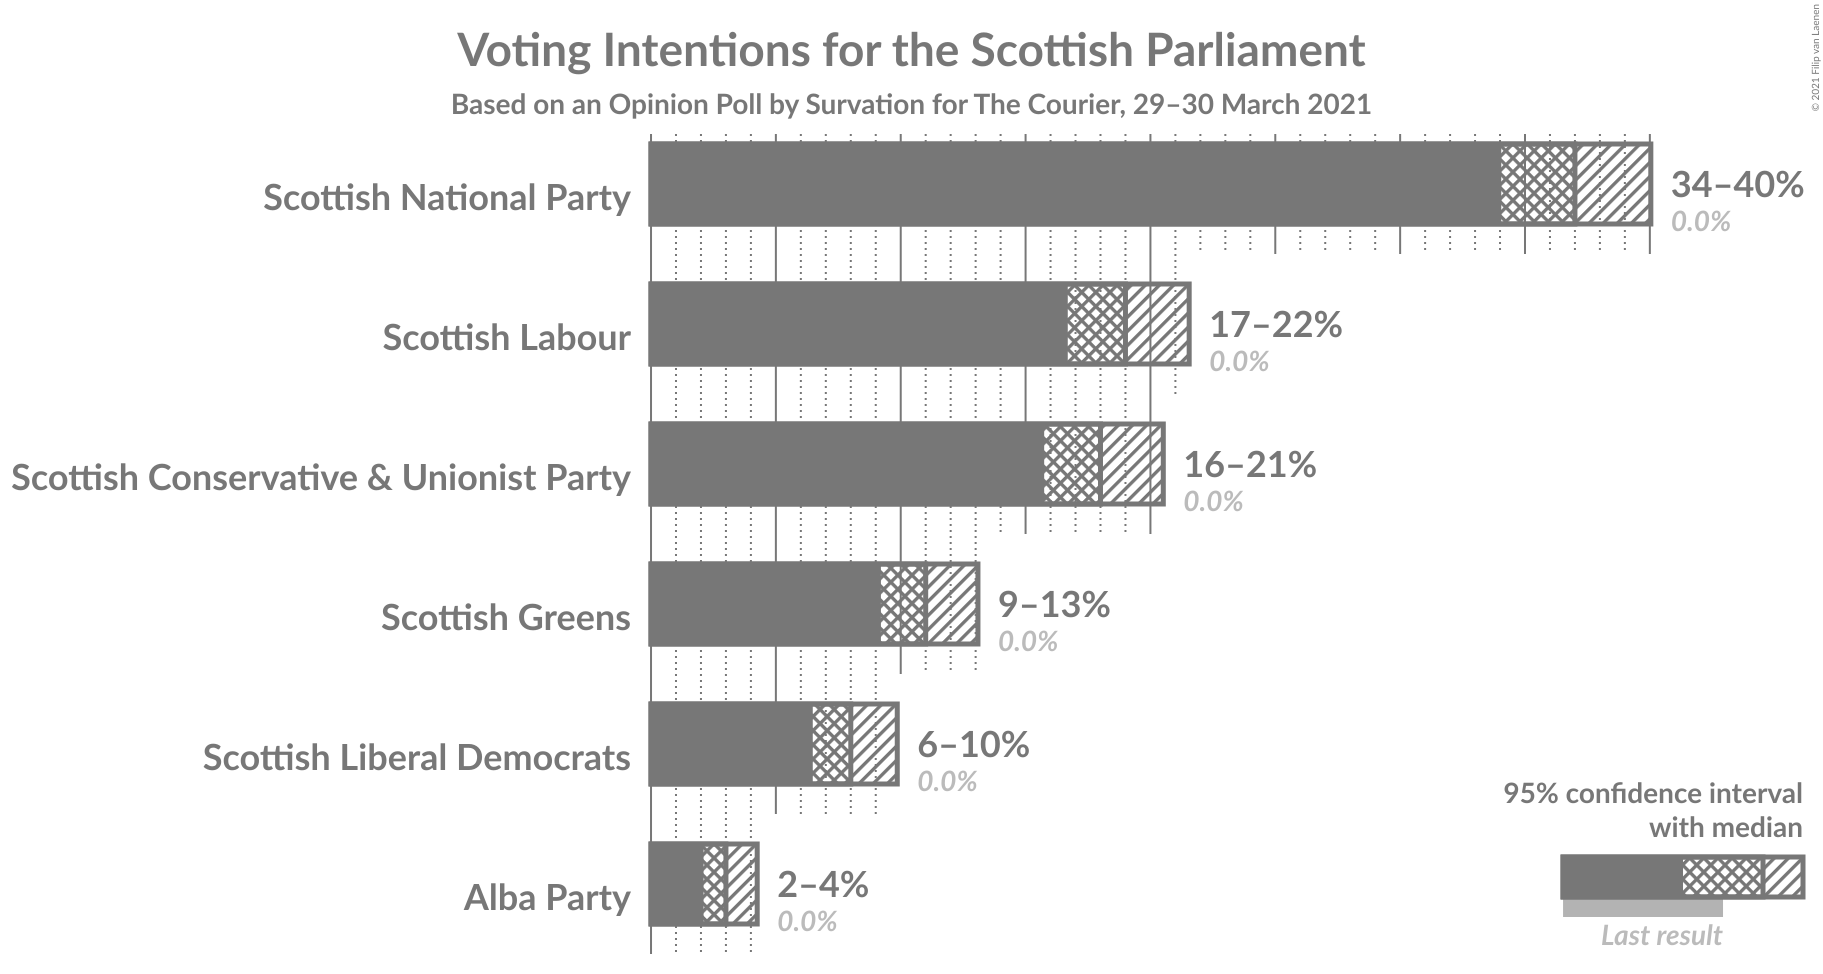 Voting Intentions for the Scottish Parliament
Based on an Opinion Poll by Survation for The Courier, 29–30 March 2021
© 2021 Filip van Laenen
Scottish National Party
34–40%
0.0%
Scottish Labour
17–22%
0.0%
Scottish Conservative & Unionist Party
16–21%
0.0%
Scottish Greens
9–13%
0.0%
Scottish Liberal Democrats
6–10%
0.0%
Alba Party
2–4%
0.0%
95% confidence interval
with median
Last result